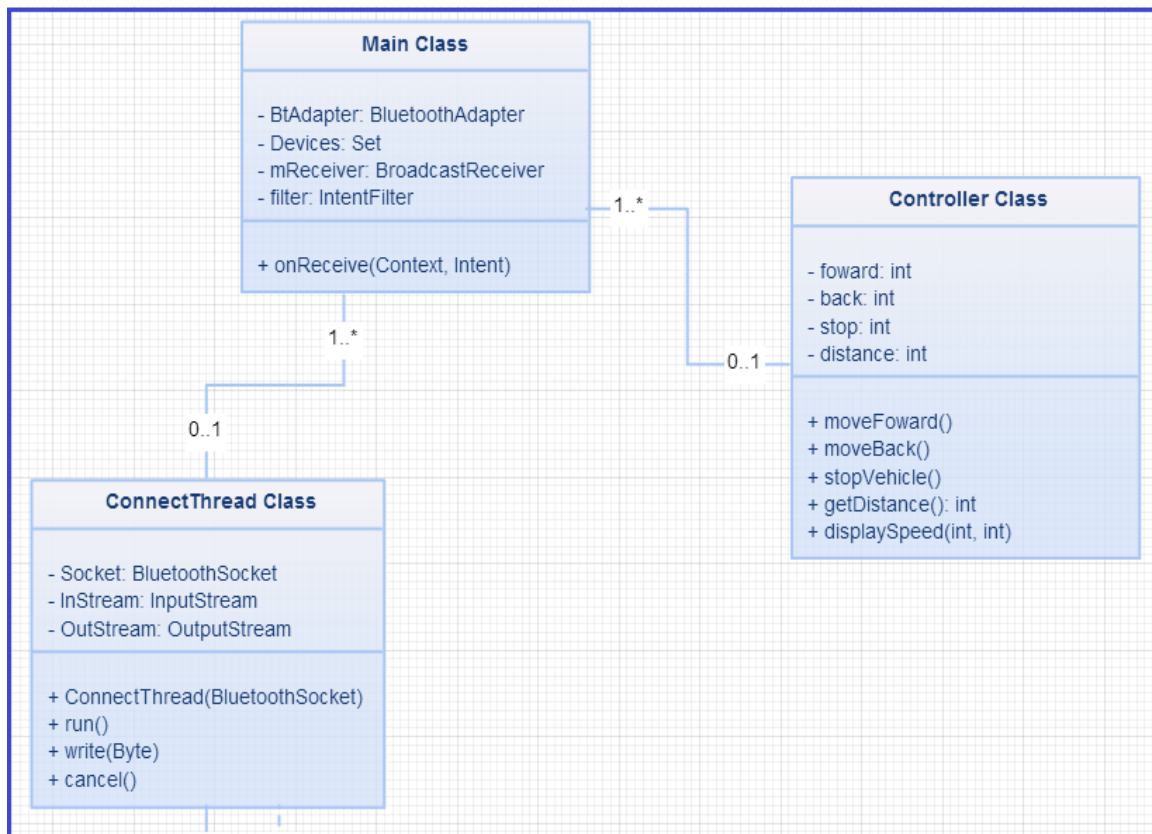 Main Class
- BtAdapter: BluetoothAdapter
- Devices: Set
- mReceiver: BroadcastReceiver
- filter: IntentFilter
+ onReceive(Context, Intent)
1..*
0..1
Controller Class
- foward: int
- back: int
- stop: int
- distance: int
+ moveFoward()
+ moveBack()
+ stopVehicle()
+ getDistance(): int
+ displaySpeed(int, int)
1..*
0..1
ConnectThread Class
- Socket: BluetoothSocket
- InStream: InputStream
- OutStream: OutputStream
+ ConnectThread(BluetoothSocket)
+ run()
+ write(Byte)
+ cancel()